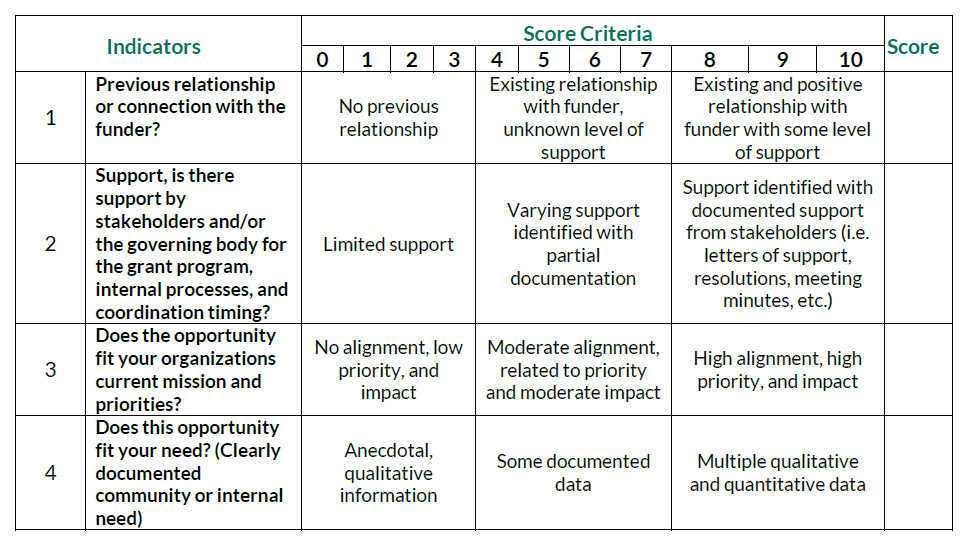 Indicators
Score Criteria
Score
0 1 2 3 4 5 6 7 8 9 10
1
Previous relationship
or connection with the
funder?
No previous
relationship
Existing relationship
with funder,
unknown level of
support
Existing and positive
relationship with
funder with some level
of support
2
Support, is there
support by
stakeholders and/or
the governing body for
the grant program,
internal processes, and
coordination timing?
Limited support
Varying support
identified with
partial
documentation
Support identified with
documented support
from stakeholders (i.e.
letters of support,
resolutions, meeting
minutes, etc.)
3
Does the opportunity
fit your organizations
current mission and
priorities?
No alignment, low
priority, and
impact
Moderate alignment,
related to priority
and moderate impact
High alignment, high
priority, and impact
4
Does this opportunity
fit your need? (Clearly
documented
community or internal
need)
Anecdotal,
qualitative
information
Some documented
data
Multiple qualitative
and quantitative data